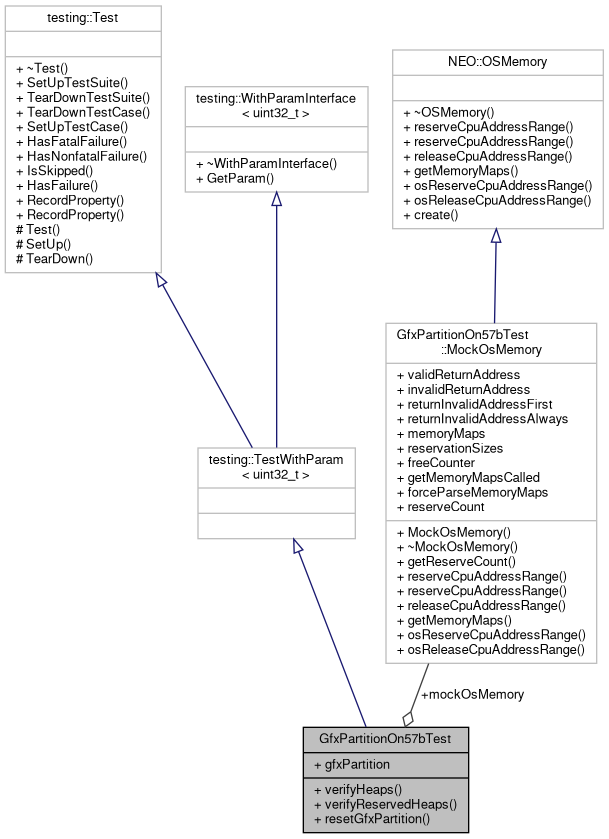 testing::Test
+ ~Test()
+ SetUpTestSuite()
+ TearDownTestSuite()
+ TearDownTestCase()
+ SetUpTestCase()
+ HasFatalFailure()
+ HasNonfatalFailure()
+ IsSkipped()
+ HasFailure()
+ RecordProperty()
+ RecordProperty()
# Test()
# SetUp()
# TearDown()
testing::WithParamInterface
< uint32_t >
+ ~WithParamInterface()
+ GetParam()
NEO::OSMemory
+ ~OSMemory()
+ reserveCpuAddressRange()
+ reserveCpuAddressRange()
+ releaseCpuAddressRange()
+ getMemoryMaps()
+ osReserveCpuAddressRange()
+ osReleaseCpuAddressRange()
+ create()
GfxPartitionOn57bTest
::MockOsMemory
+ validReturnAddress
+ invalidReturnAddress
+ returnInvalidAddressFirst
+ returnInvalidAddressAlways
+ memoryMaps
+ reservationSizes
+ freeCounter
+ getMemoryMapsCalled
+ forceParseMemoryMaps
+ reserveCount
+ MockOsMemory()
+ ~MockOsMemory()
+ getReserveCount()
+ reserveCpuAddressRange()
+ reserveCpuAddressRange()
+ releaseCpuAddressRange()
+ getMemoryMaps()
+ osReserveCpuAddressRange()
+ osReleaseCpuAddressRange()
testing::TestWithParam
< uint32_t >
+mockOsMemory
GfxPartitionOn57bTest
+ gfxPartition
+ verifyHeaps()
+ verifyReservedHeaps()
+ resetGfxPartition()